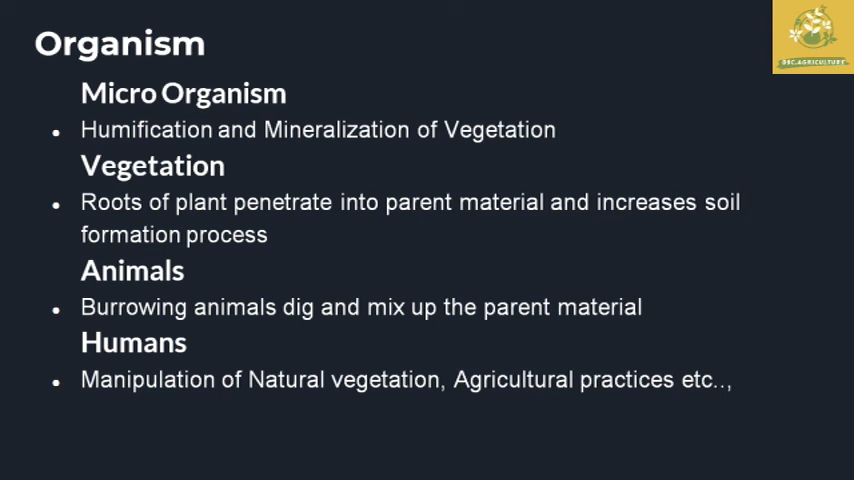 Organism
BSC.AGRICULTURE
Micro Organism
• Humification and Mineralization of Vegetation
Vegetation
• Roots of plant penetrate into parent material and increases soil
formation process
Animals
• Burrowing animals dig and mix up the parent material
Humans
• Manipulation of Natural vegetation, Agricultural practices etc..,